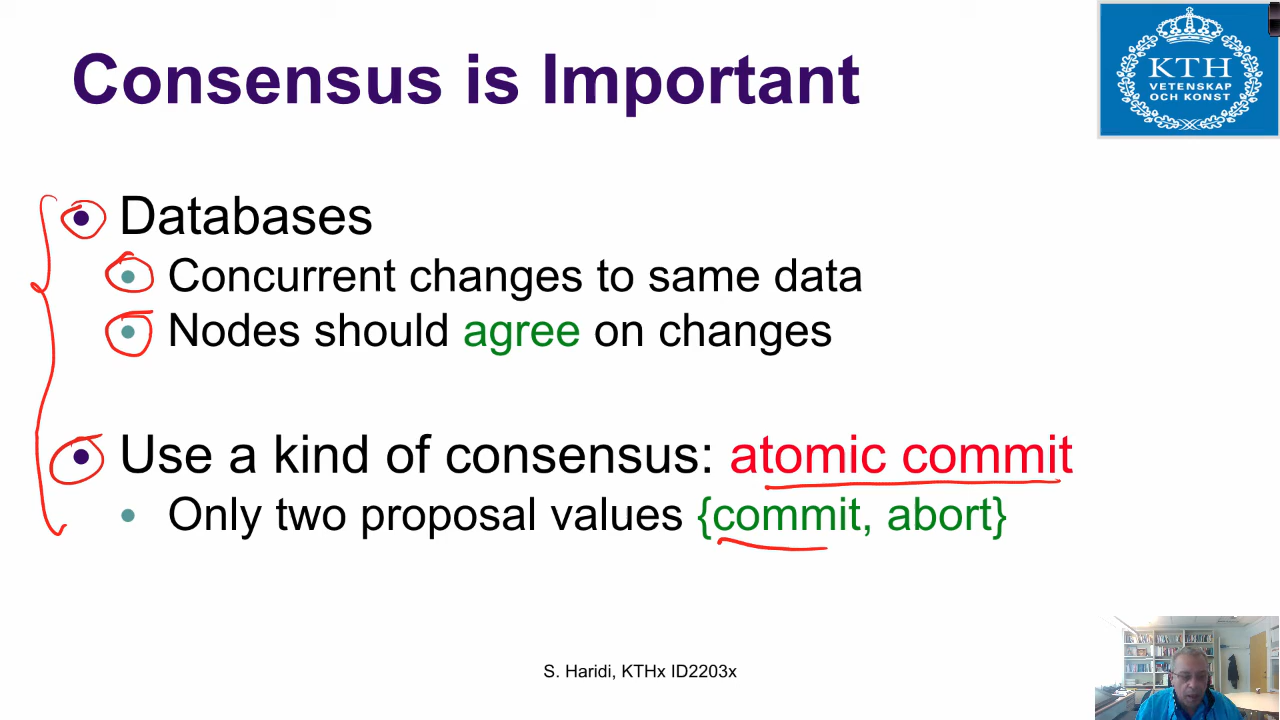 Consensus is Important
KTH
VETENSKAP
OCH KONST
Databases
Concurrent changes to same data
Nodes should agree on changes
Use a kind of consensus: atomic commit
Only two proposal values {commit, abort}
S. Haridi, KTHx ID2203x